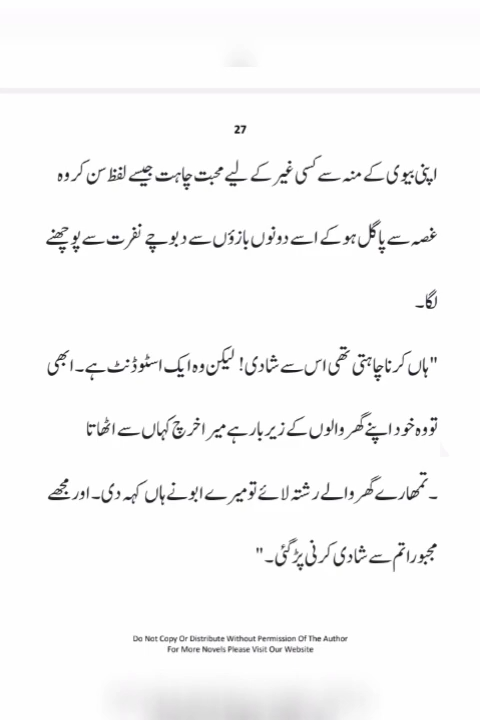 27
اپنی بیوی کے منہ سے کسی غیر کے لیے محبت چاہت جیسے لفظ سن کر وہ
غصہ سے پاگل ہو کے اسے دونوں بازؤں سے دبوچے نفرت سے پوچھنے
لگا۔
"ہاں کرنا چاہتی تھی اس سے شادی! لیکن وہ ایک اسٹوڈنٹ ہے۔ ابھی
تو وہ خود اپنے گھر والوں کے زیر بار ہے میرا خرچ کہاں سے اٹھاتا
۔ تمھارے گھر والے رشتہ لائے تو میرے ابو نے ہاں کہہ دی۔ اور مجھے
مجبورا تم سے شادی کرنی پڑ گئی۔"
Do Not Copy Or Distribute Without Permission Of The Author
For More Novels Please Visit Our Website